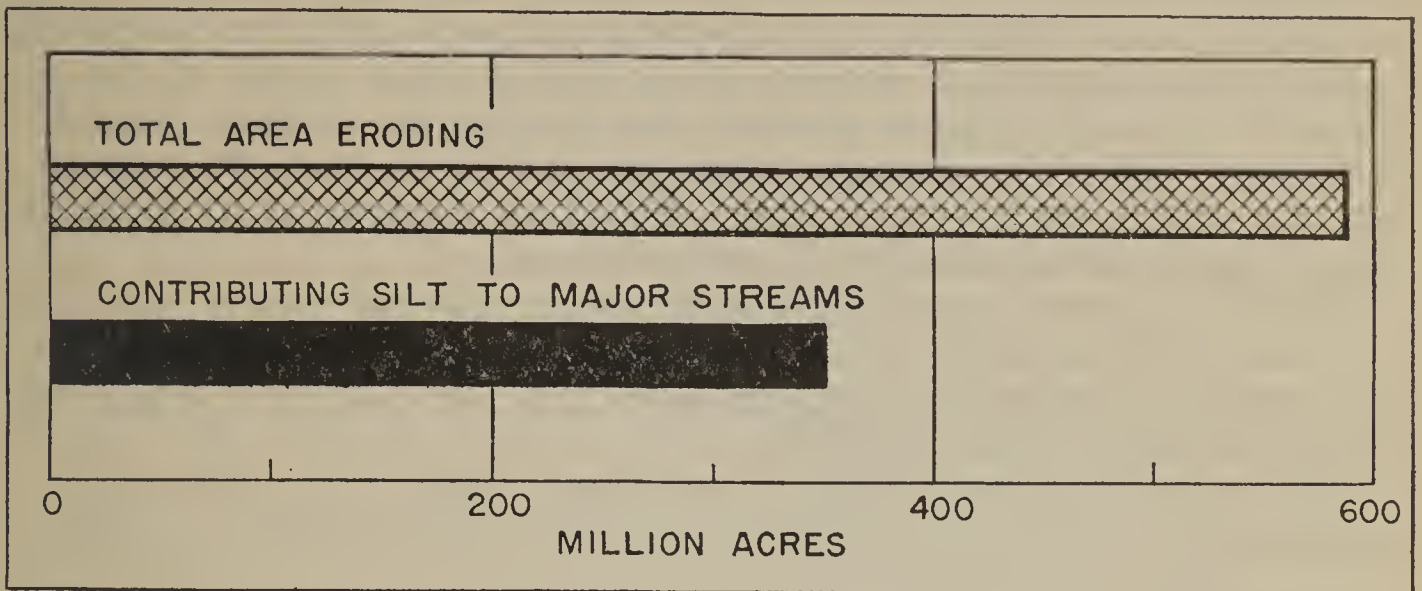 TOTAL AREA ERODING
CONTRIBUTING SILT TO MAJOR STREAMS
0 200 400 600
MILLION ACRES